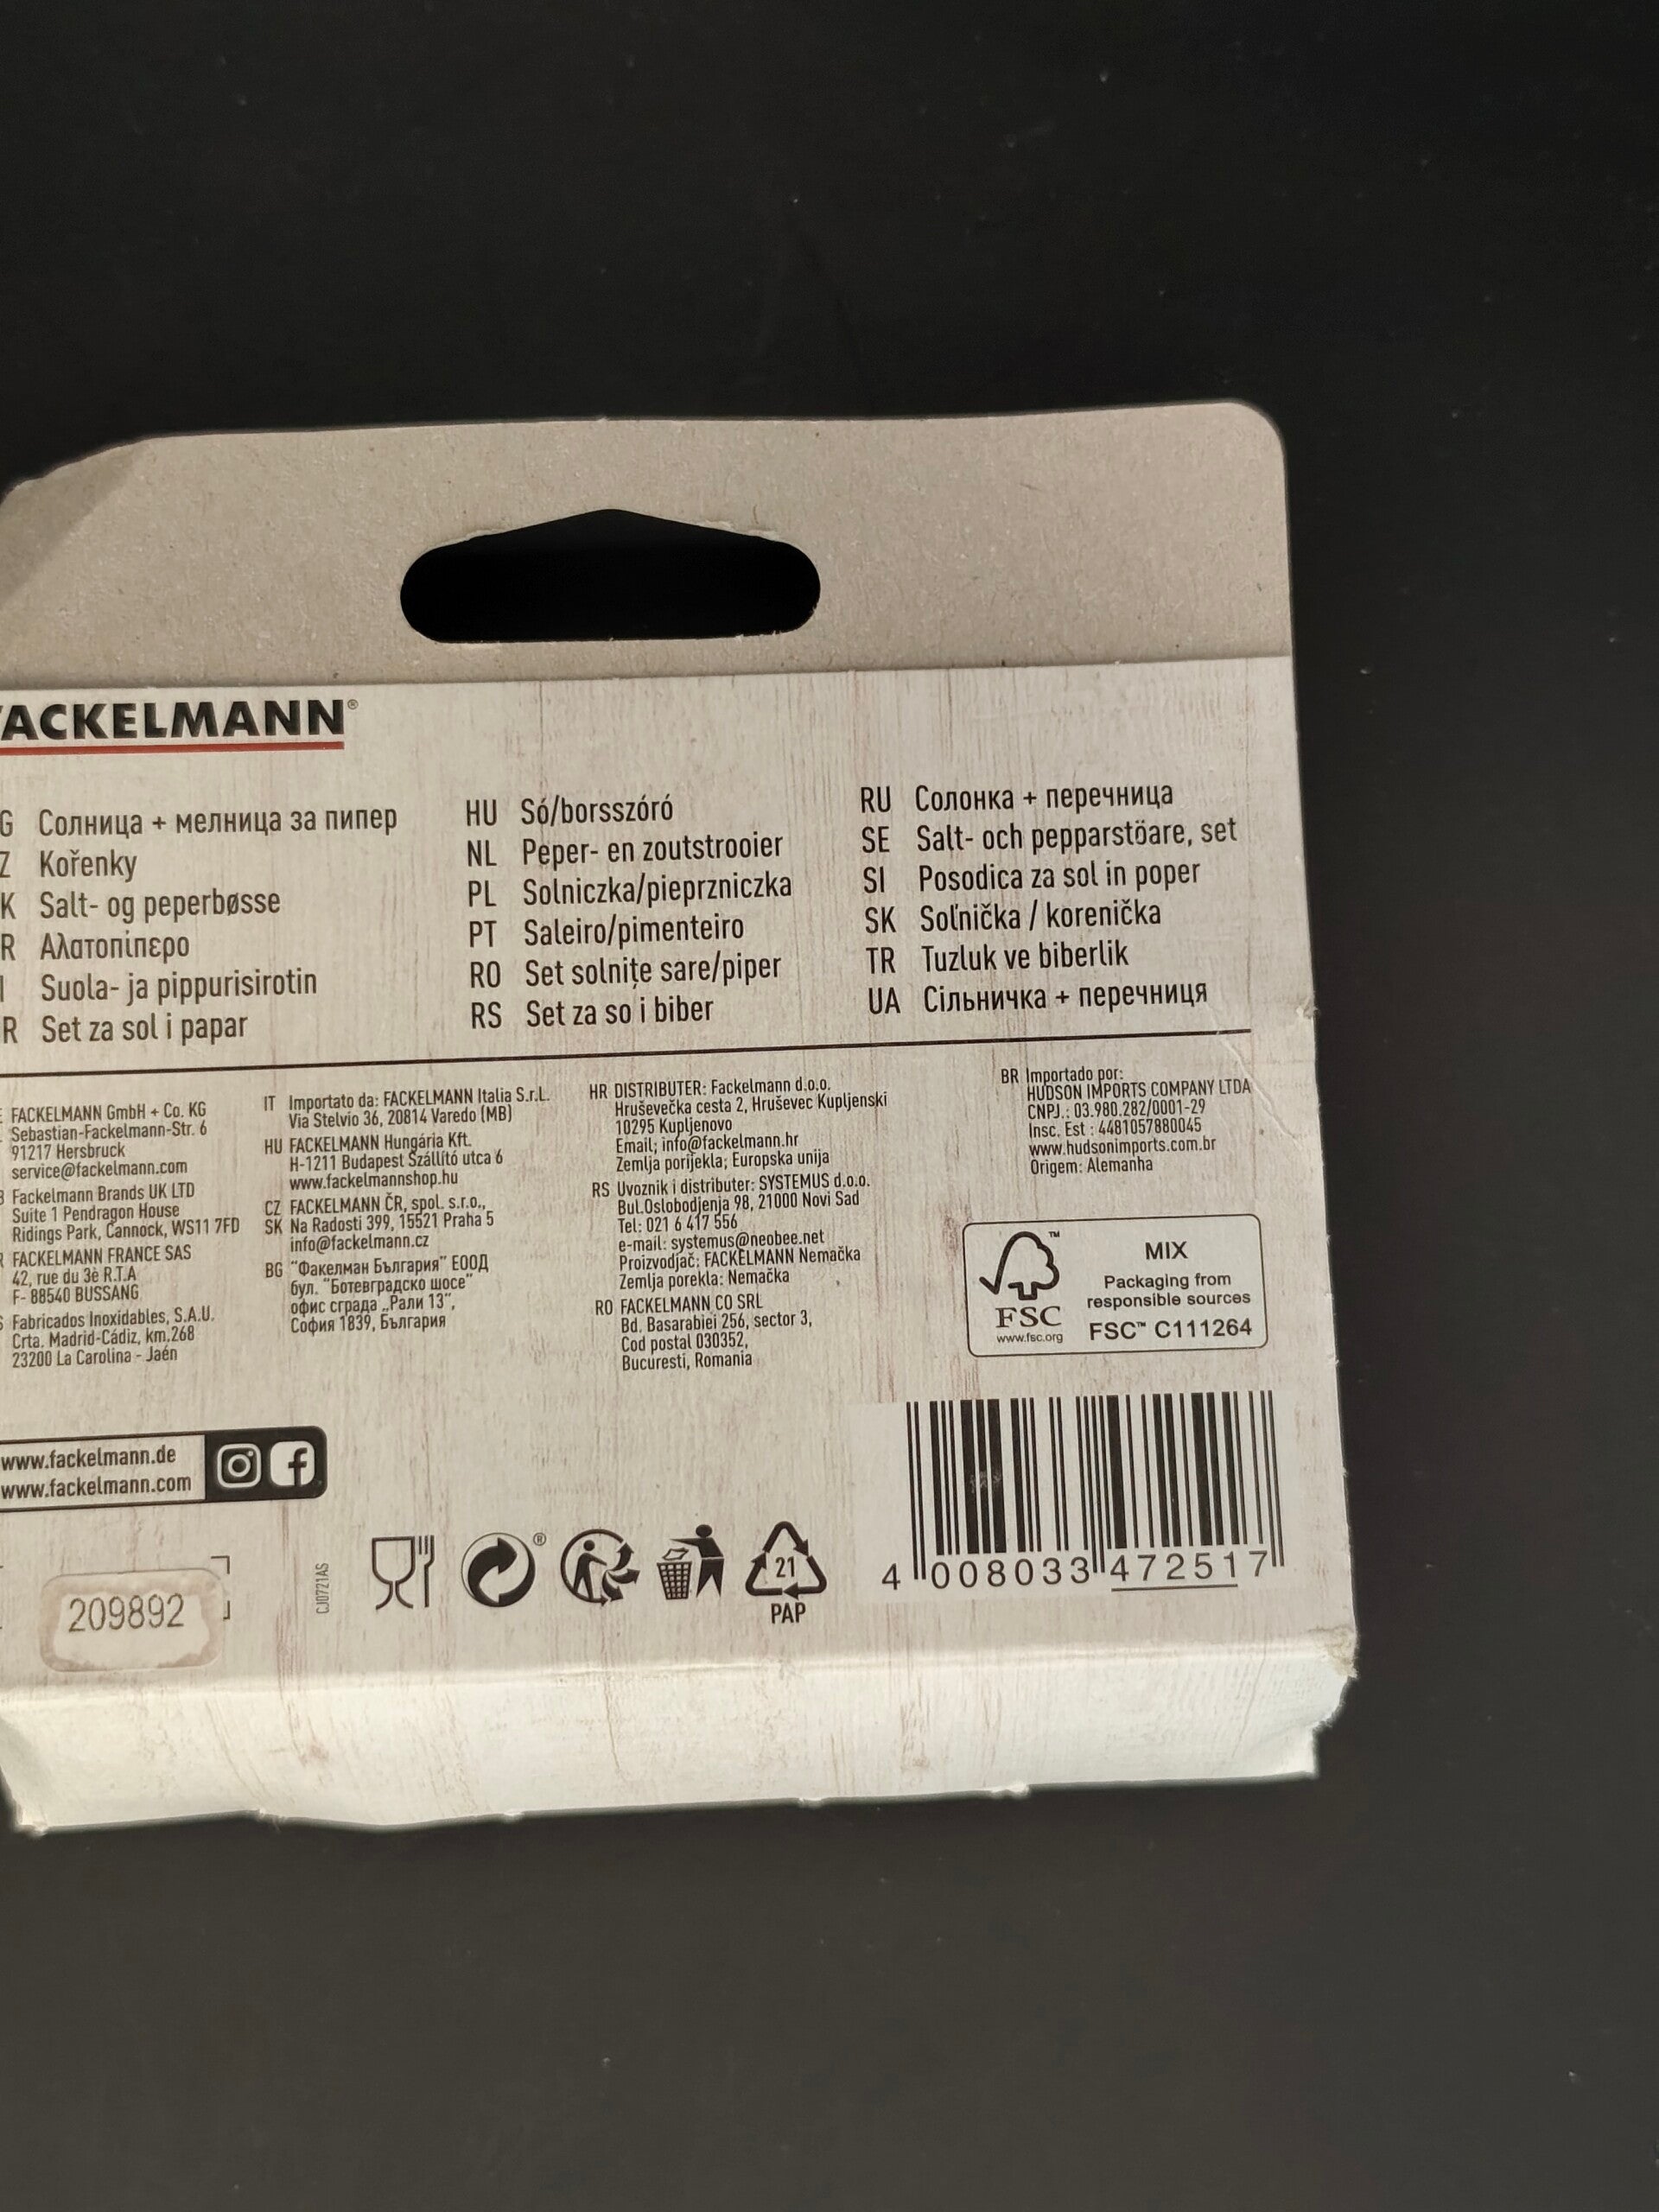 FACKELMANN®
G Солница + мелница за пипер
Z Kořenky
K Salt- og peperbøsse
R Αλατοπίπερο
I Suola- ja pippurisirotin
R Set za sol i papar
HU Só/borsszóró
NL Peper- en zoutstrooier
PL Solniczka/pieprzniczka
PT Saleiro/pimenteiro
RO Set solnițe sare/piper
RS Set za so i biber
RU Солонка + перечница
SE Salt- och pepparströare, set
SI Posodica za sol in poper
SK Soľnička / korenička
TR Tuzluk ve biberlik
UA Сільничка + перечниця
FACKELMANN GmbH + Co. KG
Sebastian-Fackelmann-Str. 6
91217 Hersbruck
service@fackelmann.com
Fackelmann Brands UK LTD
Suite 1 Pendragon House
Ridings Park, Cannock, WS11 7FD
FACKELMANN FRANCE SAS
42, rue du 3è R.T.A
F- 88540 BUSSANG
Fabricados Inoxidables, S.A.U.
Crta. Madrid-Cádiz, km.268
23200 La Carolina - Jaén
IT Importato da: FACKELMANN Italia S.r.L.
Via Stelvio 36, 20814 Varedo (MB)
HU FACKELMANN Hungária Kft.
H-1211 Budapest Szállító utca 6
www.fackelmannshop.hu
CZ FACKELMANN ČR, spol. s.r.o.,
SK Na Radosti 399, 15521 Praha 5
info@fackelmann.cz
BG "Факелман България" ЕООД
бул. "Ботевградско шосе"
офис сграда „Рали 13",
София 1839, България
HR DISTRIBUTER: Fackelmann d.o.o.
Hruševečka cesta 2, Hruševec Kupljenski
10295 Kupljenovo
Email; info@fackelmann.hr
Zemlja porijekla; Europska unija
RS Uvoznik i distributer: SYSTEMUS d.o.o.
Bul.Oslobodjenja 98, 21000 Novi Sad
Tel: 021 6 417 556
e-mail: systemus@neobee.net
Proizvodjač: FACKELMANN Nemačka
Zemlja porekla: Nemačka
RO FACKELMANN CO SRL
Bd. Basarabiei 256, sector 3,
Cod postal 030352,
Bucuresti, Romania
BR Importado por:
HUDSON IMPORTS COMPANY LTDA
CNPJ.: 03.980.282/0001-29
Insc. Est : 4481057880045
www.hudsonimports.com.br
Origem: Alemanha
FSC™
www.fsc.org
MIX
Packaging from
responsible sources
FSC™ C111264
www.fackelmann.de
www.fackelmann.com
209892
CJ0721AS
®
21
PAP
4 008033 472517